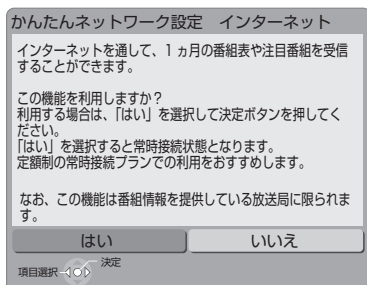 かんたんネットワーク設定　インターネット
インターネットを通して、1ヵ月の番組表や注目番組を受信
することができます。
この機能を利用しますか？
利用する場合は、「はい」を選択して決定ボタンを押してく
ださい。
「はい」を選択すると常時接続状態となります。
定額制の常時接続プランでの利用をおすすめします。
なお、この機能は番組情報を提供している放送局に限られま
す。
はい　いいえ
決定
項目選択